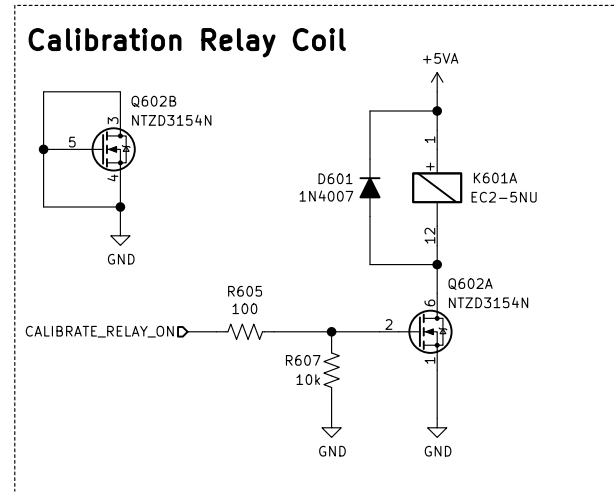 Calibration Relay Coil
+5VA
Q602B
NTZD3154N
3
5
4
GND
1
+
D601
1N4007
K601A
EC2-5NU
12
Q602A
NTZD3154N
6
R605
100
CALIBRATE_RELAY_ON
2
R607
10k
1
GND
GND